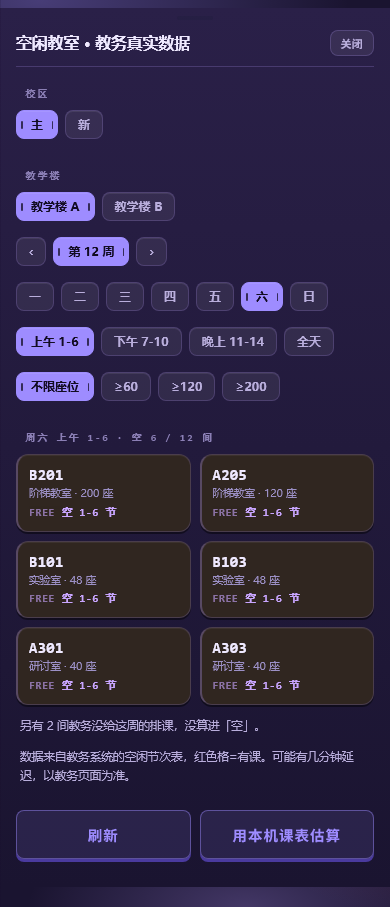 空闲教室 • 教务真实数据
关闭
校区
主
新
教学楼
教学楼 A
教学楼 B
‹
第 12 周
›
一
二
三
四
五
六
日
上午 1-6
下午 7-10
晚上 11-14
全天
不限座位
≥60
≥120
≥200
周六 上午 1-6 · 空 6 / 12 间
B201
阶梯教室 · 200 座
FREE 空 1-6 节
A205
阶梯教室 · 120 座
FREE 空 1-6 节
B101
实验室 · 48 座
FREE 空 1-6 节
B103
实验室 · 48 座
FREE 空 1-6 节
A301
研讨室 · 40 座
FREE 空 1-6 节
A303
研讨室 · 40 座
FREE 空 1-6 节
另有 2 间教务没给这周的排课，没算进「空」。
数据来自教务系统的空闲节次表，红色格=有课。可能有几分钟延
迟，以教务页面为准。
刷新
用本机课表估算